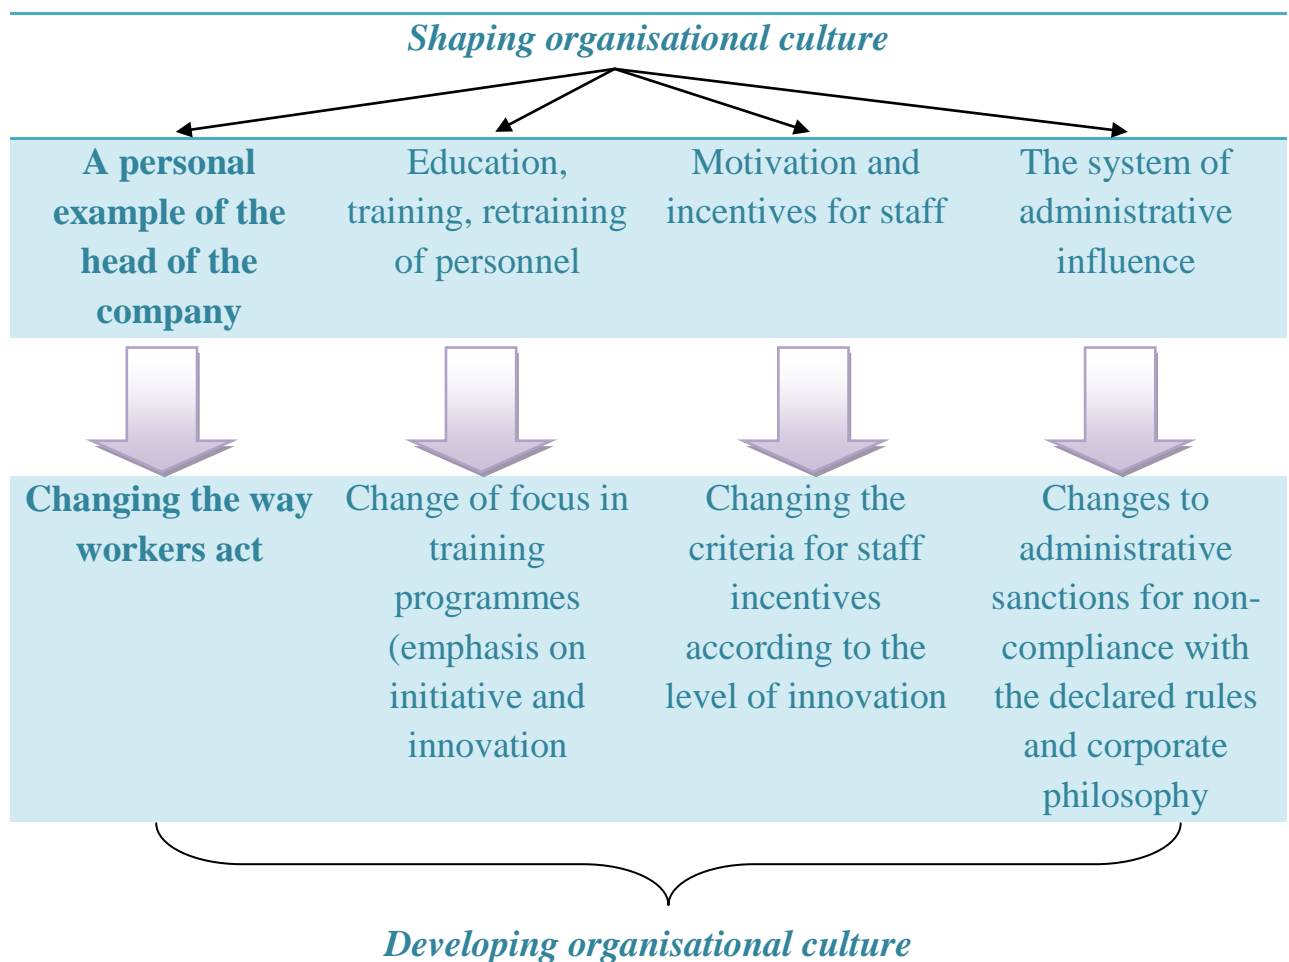 Shaping organisational culture
A personal
example of the
head of the
company
Education,
training, retraining
of personnel
Motivation and
incentives for staff
The system of
administrative
influence
Changing the way
workers act
Change of focus in
training
programmes
(emphasis on
initiative and
innovation
Changing the
criteria for staff
incentives
according to the
level of innovation
Changes to
administrative
sanctions for non-
compliance with
the declared rules
and corporate
philosophy
Developing organisational culture